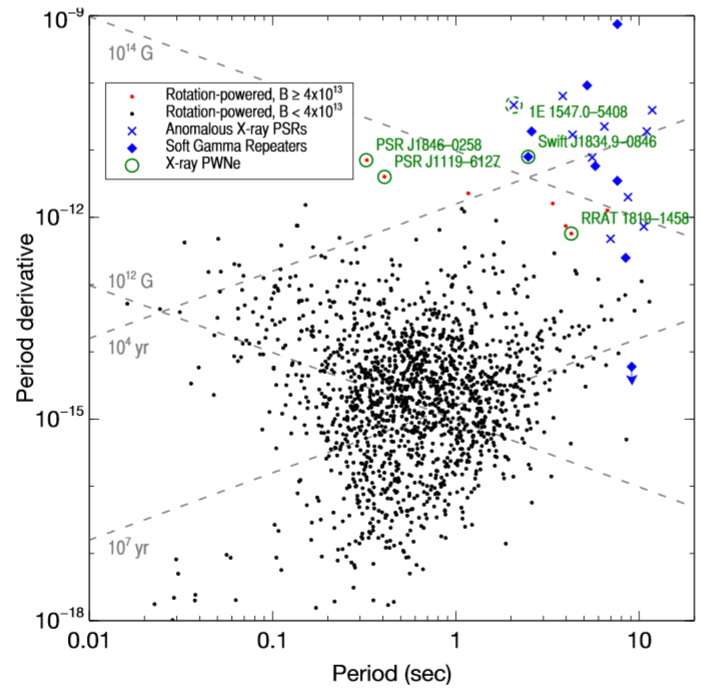 10⁻⁹
10¹⁴ G
Rotation-powered, B ≥ 4x10¹³
Rotation-powered, B < 4x10¹³
Anomalous X-ray PSRs
Soft Gamma Repeaters
X-ray PWNe
1E 1547.0–5408
PSR J1846–0258
Swift J1834.9–0846
PSR J1119–6127
10⁻¹²
RRAT 1819–1458
10¹² G
10⁴ yr
Period derivative
10⁻¹⁵
10⁷ yr
10⁻¹⁸
0.01
0.1
1
10
Period (sec)